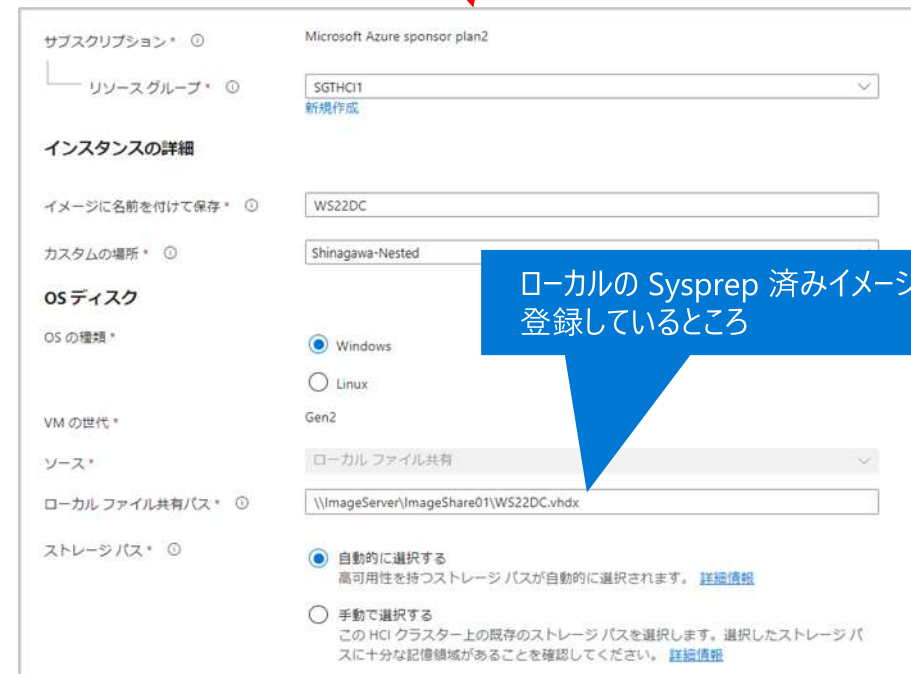 サブスクリプション *
Microsoft Azure sponsor plan2
リソース グループ *
SGTHCI1
新規作成
インスタンスの詳細
イメージに名前を付けて保存 *
WS22DC
カスタムの場所 *
Shinagawa-Nested
ローカルの Sysprep 済みイメージ
登録しているところ
OS ディスク
OS の種類 *
Windows
Linux
VM の世代 *
Gen2
ソース *
ローカル ファイル共有
ローカル ファイル共有パス *
\\ImageServer\ImageShare01\WS22DC.vhdx
ストレージ パス *
自動的に選択する
高可用性を持つストレージ パスが自動的に選択されます。 詳細情報
手動で選択する
この HCI クラスター上の既存のストレージ パスを選択します。選択したストレージ パ
スに十分な記憶領域があることを確認してください。 詳細情報